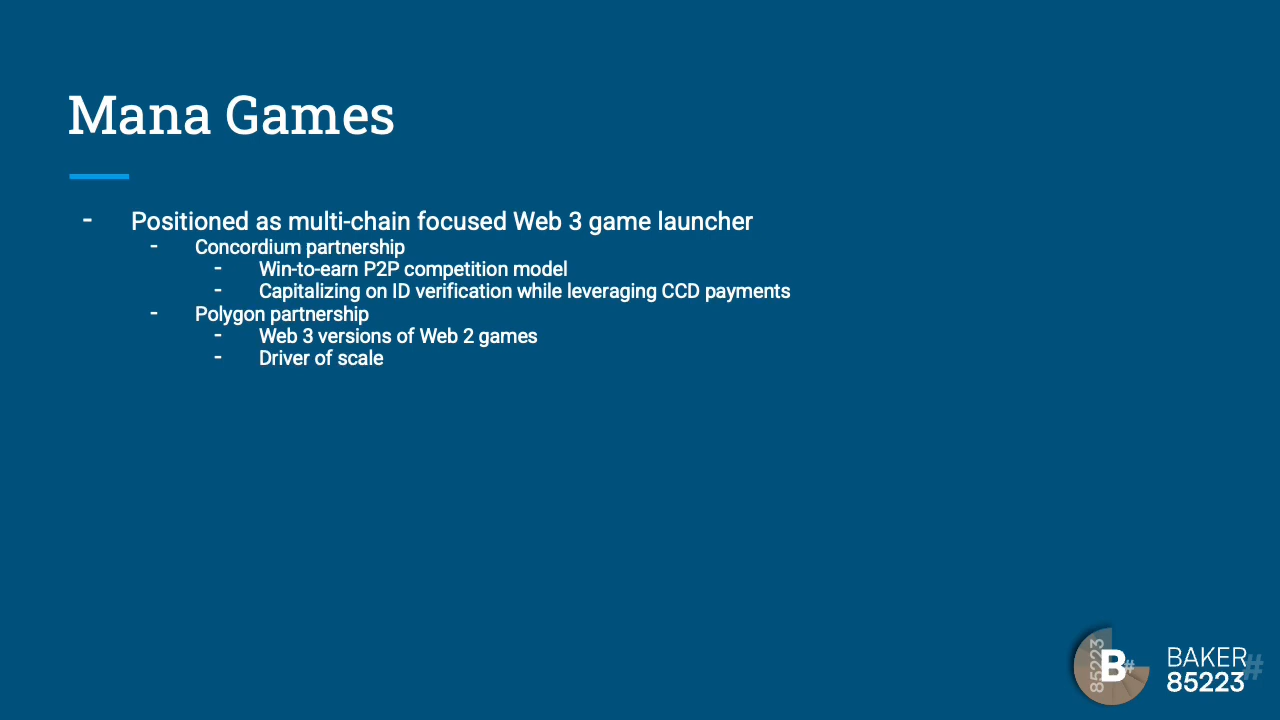 Mana Games
- Positioned as multi-chain focused Web 3 game launcher
- Concordium partnership
- Win-to-earn P2P competition model
- Capitalizing on ID verification while leveraging CCD payments
- Polygon partnership
- Web 3 versions of Web 2 games
- Driver of scale
85223
B#
BAKER
85223
#